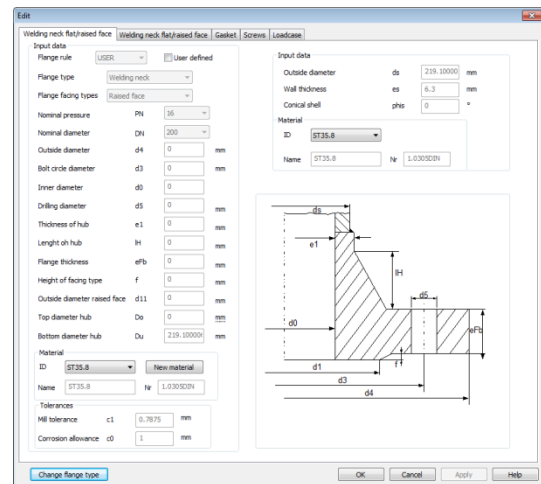 Edit
Welding neck flat/raised face Welding neck flat/raised face Gasket Screws Loadcase
Input data
Flange rule USER User defined
Flange type Welding neck
Flange facing types Raised face
Nominal pressure PN 16
Nominal diameter DN 200
Outside diameter d4 0 mm
Bolt circle diameter d3 0 mm
Inner diameter d0 0
Drilling diameter d5 0 mm
Thickness of hub e1 0 mm
Lenght oh hub lH 0 mm
Flange thickness eFb 0 mm
Height of facing type f 0 mm
Outside diameter raised face d11 0 mm
Top diameter hub Do 0 mm
Bottom diameter hub Du 219.10000 mm
Material
ID ST35.8 New material
Name ST35.8 Nr 1.0305DIN
Tolerances
Mill tolerance c1 0.7875 mm
Corrosion allowance c0 1 mm
Input data
Outside diameter ds 219.10000 mm
Wall thickness es 6.3 mm
Conical shell phis 0 °
Material
ID ST35.8
Name ST35.8 Nr 1.0305DIN
ds
e1
lH
d5
d0
eFb
f
d1
d3
d4
Change flange type OK Cancel Apply Help